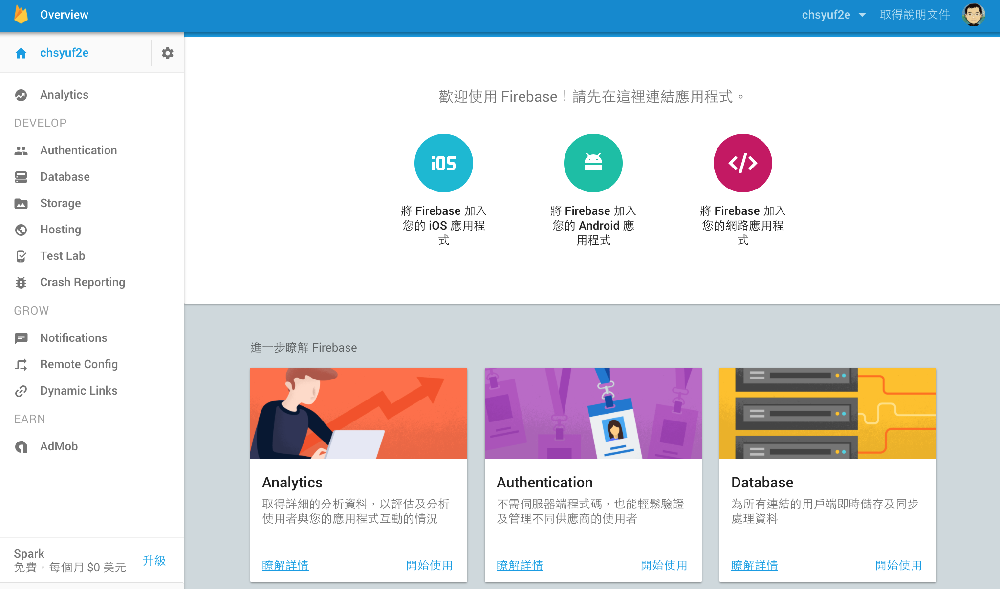 Overview
chsyuf2e
取得說明文件
chsyuf2e
Analytics
DEVELOP
Authentication
Database
Storage
Hosting
Test Lab
Crash Reporting
GROW
Notifications
Remote Config
Dynamic Links
EARN
AdMob
Spark
免費，每個月 $0 美元
升級
歡迎使用 Firebase！請先在這裡連結應用程式。
iOS
將 Firebase 加入
您的 iOS 應用程
式
將 Firebase 加入
您的 Android 應
用程式
</>
將 Firebase 加入
您的網路應用程
式
進一步瞭解 Firebase
Analytics
取得詳細的分析資料，以評估及分析
使用者與您的應用程式互動的情況
瞭解詳情
開始使用
Authentication
不需伺服器端程式碼，也能輕鬆驗證
及管理不同供應商的使用者
瞭解詳情
開始使用
Database
為所有連結的用戶端即時儲存及同步
處理資料
瞭解詳情
開始使用